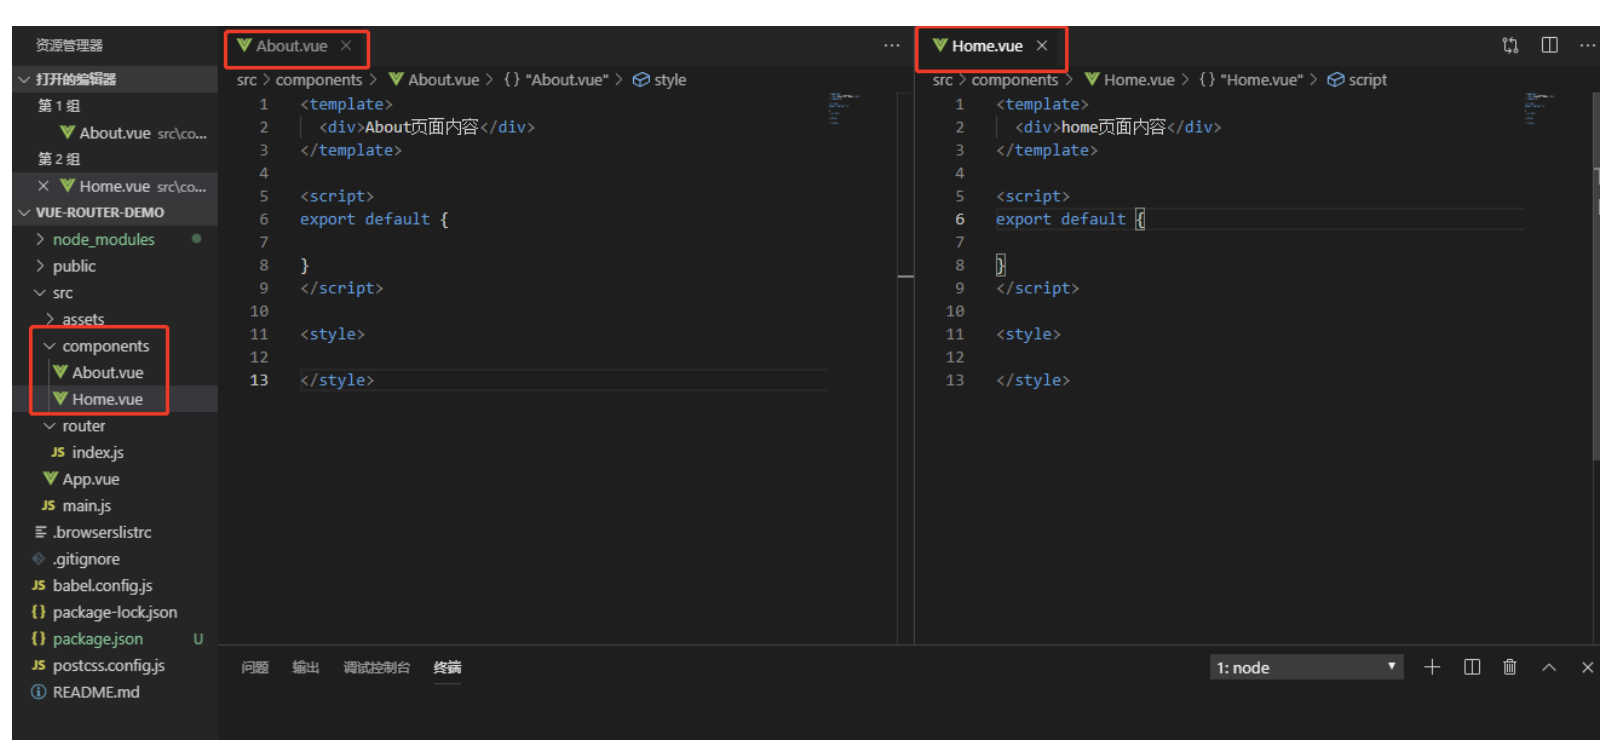 资源管理器
打开的编辑器
第 1 组
About.vue src\co...
第 2 组
Home.vue src\co...
VUE-ROUTER-DEMO
node_modules
public
src
assets
components
About.vue
Home.vue
router
JS index.js
App.vue
JS main.js
.browserslistrc
.gitignore
JS babel.config.js
{} package-lock.json
{} package.json U
JS postcss.config.js
README.md
About.vue
src > components > About.vue > {} "About.vue" > style
1 <template>
2 <div>About页面内容</div>
3 </template>
4
5 <script>
6 export default {
7
8 }
9 </script>
10
11 <style>
12
13 </style>
Home.vue
src > components > Home.vue > {} "Home.vue" > script
1 <template>
2 <div>home页面内容</div>
3 </template>
4
5 <script>
6 export default {
7
8 }
9 </script>
10
11 <style>
12
13 </style>
问题 输出 调试控制台 终端
1: node